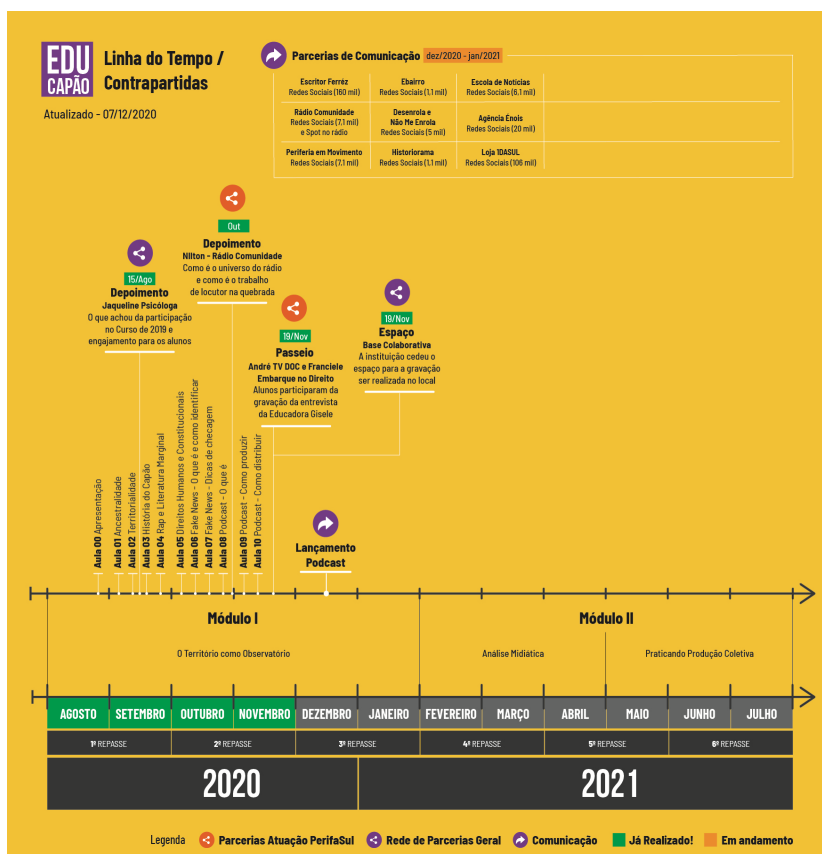 EDU
CAPÃO
Linha do Tempo /
Contrapartidas
Atualizado - 07/12/2020
Parcerias de Comunicação dez/2020 - jan/2021
Escritor Ferréz
Redes Sociais (160 mil)
Ebairro
Redes Sociais (1,1 mil)
Escola de Notícias
Redes Sociais (6,1 mil)
Rádio Comunidade
Redes Sociais (7,1 mil)
e Spot no rádio
Desenrola e
Não Me Enrola
Redes Sociais (5 mil)
Agência Énois
Redes Sociais (20 mil)
Periferia em Movimento
Redes Sociais (7,1 mil)
Historiorama
Redes Sociais (1,1 mil)
Loja 1DASUL
Redes Sociais (106 mil)
15/Ago
Depoimento
Jaqueline Psicóloga
O que achou da participação
no Curso de 2019 e
engajamento para os alunos
Out
Depoimento
Nilton - Rádio Comunidade
Como é o universo do rádio
e como é o trabalho
de locutor na quebrada
19/Nov
Passeio
André TV DOC e Franciele
Embarque no Direito
Alunos participaram da
gravação da entrevista
da Educadora Gisele
19/Nov
Espaço
Base Colaborativa
A instituição cedeu o
espaço para a gravação
ser realizada no local
Aula 00 Apresentação
Aula 01 Ancestralidade
Aula 02 Territorialidade
Aula 03 História do Capão
Aula 04 Rap e Literatura Marginal
Aula 05 Direitos Humanos e Constitucionais
Aula 06 Fake News - O que é e como identificar
Aula 07 Fake News - Dicas de checagem
Aula 08 Podcast - O que é
Aula 09 Podcast - Como produzir
Aula 10 Podcast - Como distribuir
Lançamento
Podcast
Módulo I
Módulo II
O Território como Observatório
Análise Midiática
Praticando Produção Coletiva
AGOSTO SETEMBRO OUTUBRO NOVEMBRO DEZEMBRO JANEIRO FEVEREIRO MARÇO ABRIL MAIO JUNHO JULHO
1º REPASSE 2º REPASSE 3º REPASSE 4º REPASSE 5º REPASSE 6º REPASSE
2020 2021
Legenda Parcerias Atuação PerifaSul Rede de Parcerias Geral Comunicação Já Realizado! Em andamento